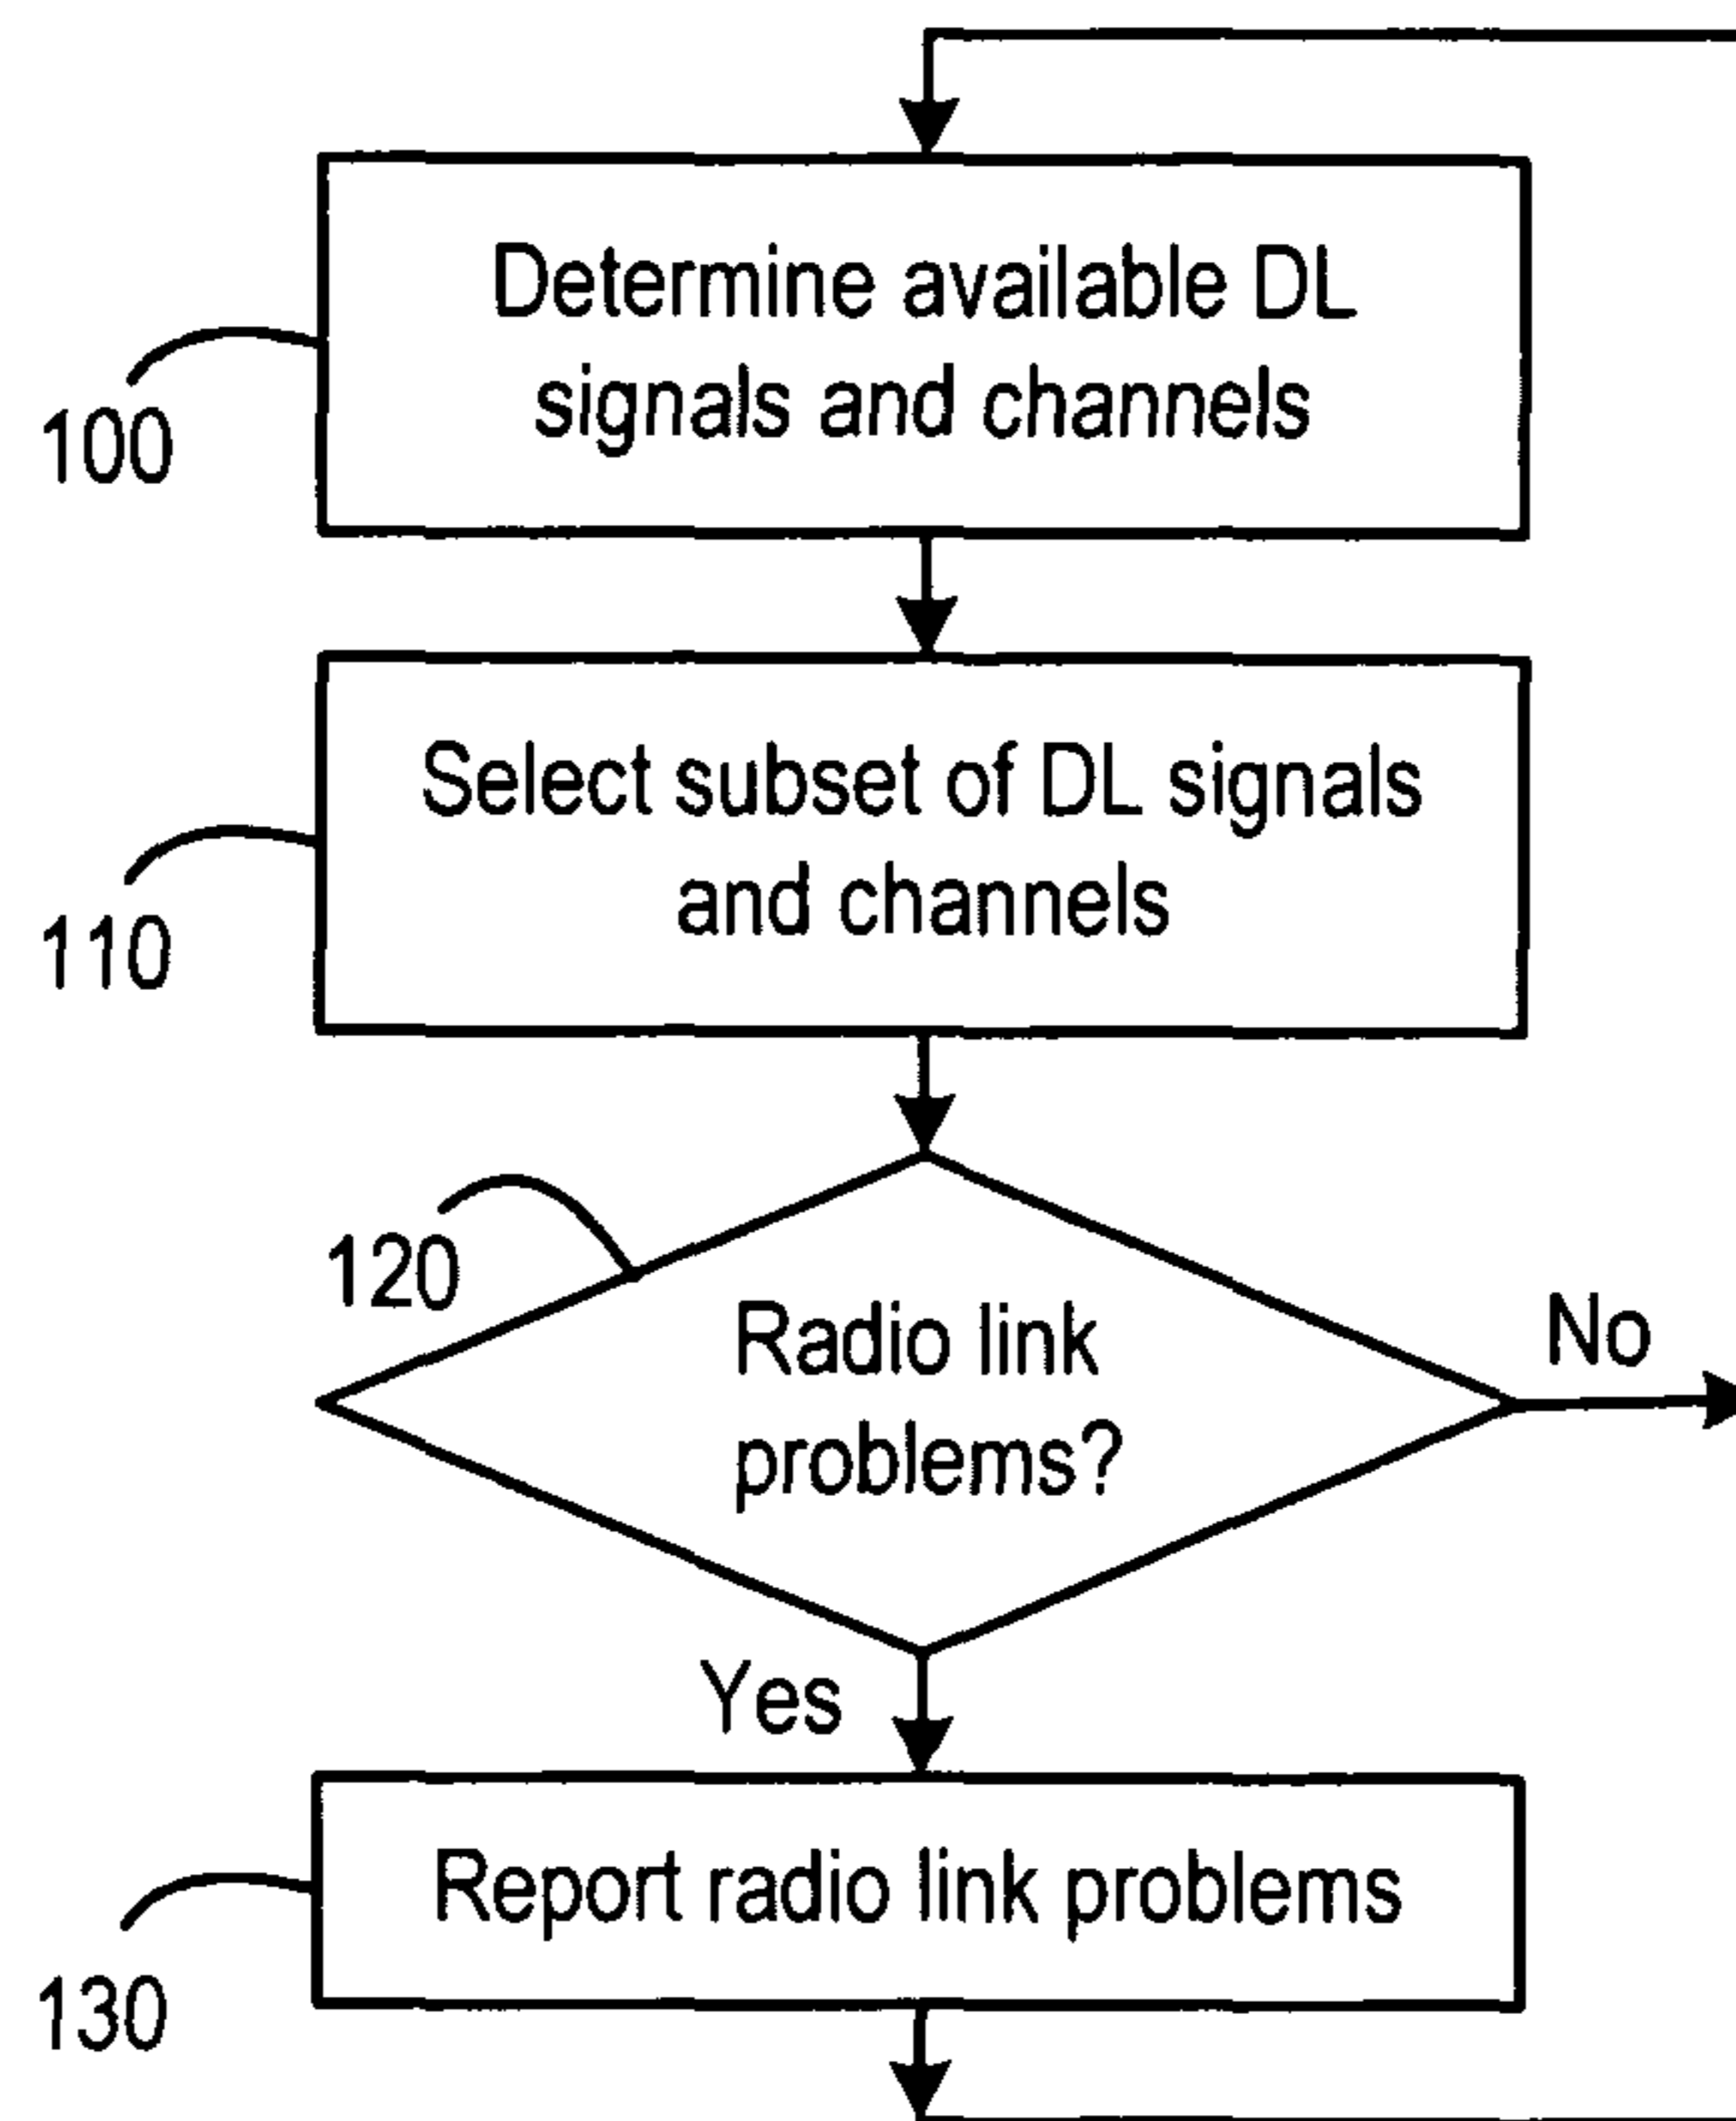 Determine available DL
signals and channels
100
Select subset of DL signals
and channels
110
120
Radio link
problems?
No
Yes
Report radio link problems
130